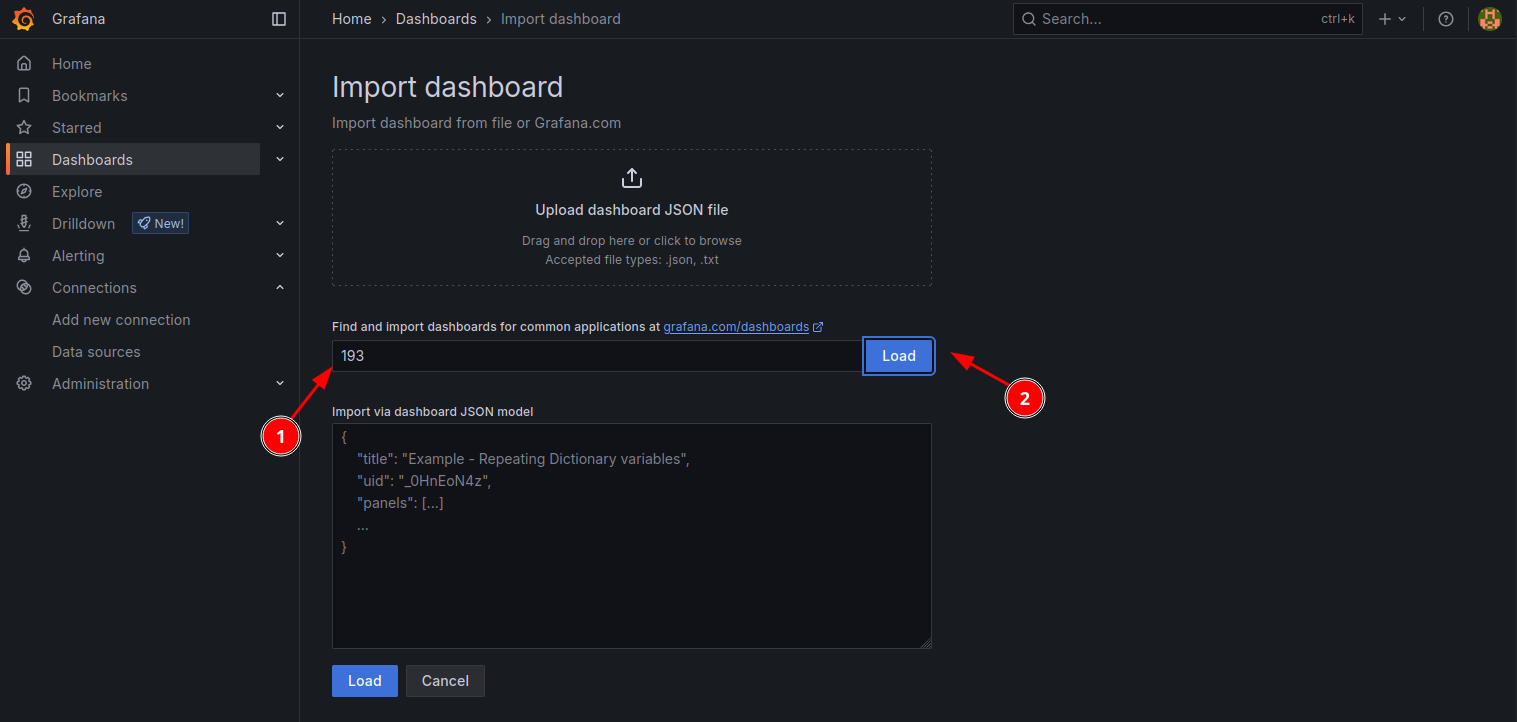 Grafana
Home › Dashboards › Import dashboard
Search...
ctrl+k
Home
Bookmarks
Starred
Dashboards
Explore
Drilldown New!
Alerting
Connections
Add new connection
Data sources
Administration
Import dashboard
Import dashboard from file or Grafana.com
Upload dashboard JSON file
Drag and drop here or click to browse
Accepted file types: .json, .txt
Find and import dashboards for common applications at grafana.com/dashboards
193
Load
1
2
Import via dashboard JSON model
{
"title": "Example - Repeating Dictionary variables",
"uid": "_0HnEoN4z",
"panels": [...]
...
}
Load
Cancel